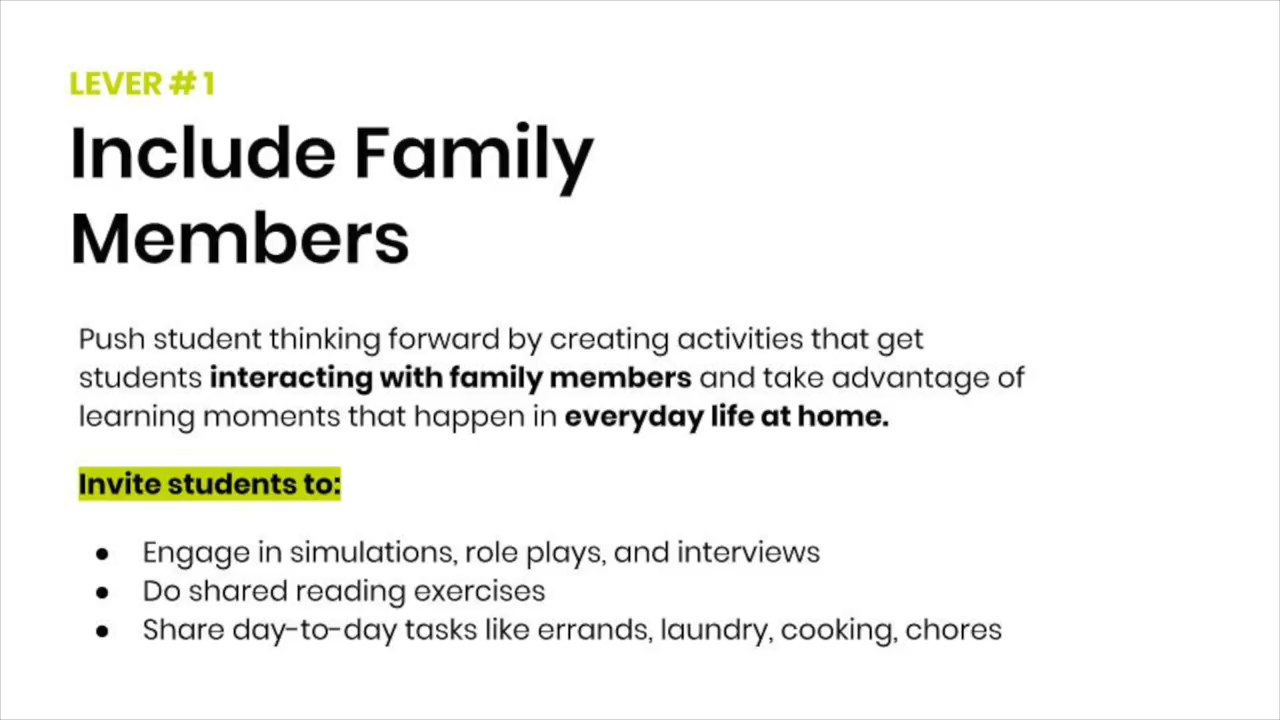 LEVER # 1
Include Family
Members
Push student thinking forward by creating activities that get
students interacting with family members and take advantage of
learning moments that happen in everyday life at home.
Invite students to:
● Engage in simulations, role plays, and interviews
● Do shared reading exercises
● Share day-to-day tasks like errands, laundry, cooking, chores